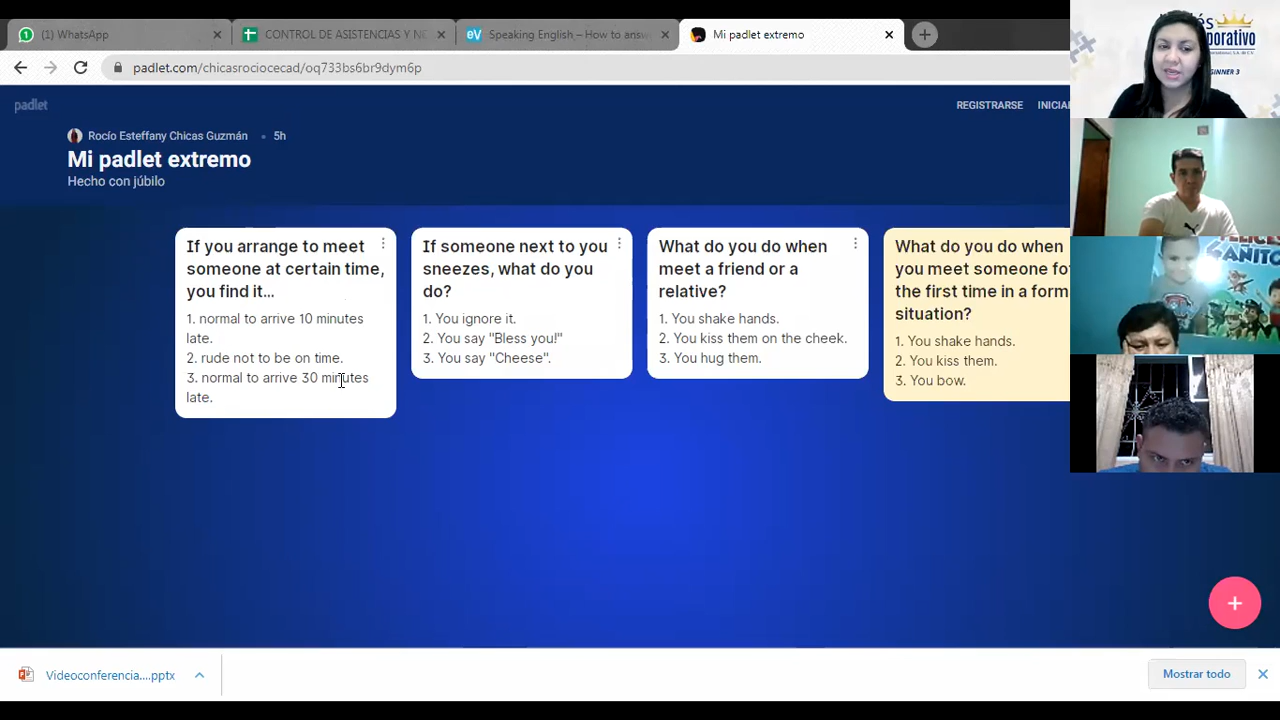 (1) WhatsApp
CONTROL DE ASISTENCIAS Y NE
Speaking English – How to answ
Mi padlet extremo
padlet.com/chicasrociocecad/oq733bs6br9dym6p
padlet
REGISTRARSE
INICIA
Rocío Esteffany Chicas Guzmán
5h
Mi padlet extremo
Hecho con júbilo
If you arrange to meet
someone at certain time,
you find it...
1. normal to arrive 10 minutes
late.
2. rude not to be on time.
3. normal to arrive 30 minutes
late.
If someone next to you
sneezes, what do you
do?
1. You ignore it.
2. You say "Bless you!"
3. You say "Cheese".
What do you do when
meet a friend or a
relative?
1. You shake hands.
2. You kiss them on the cheek.
3. You hug them.
What do you do when
you meet someone fo
the first time in a form
situation?
1. You shake hands.
2. You kiss them.
3. You bow.
+
Videoconferencia....pptx
Mostrar todo